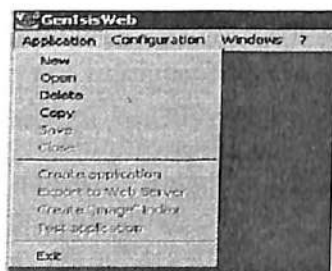 GenIsisWeb
Application Configuration Windows ?
New
Open
Delete
Copy
Save
Close
Create application
Export to Web Server
Create "image" Index
Test application
Exit